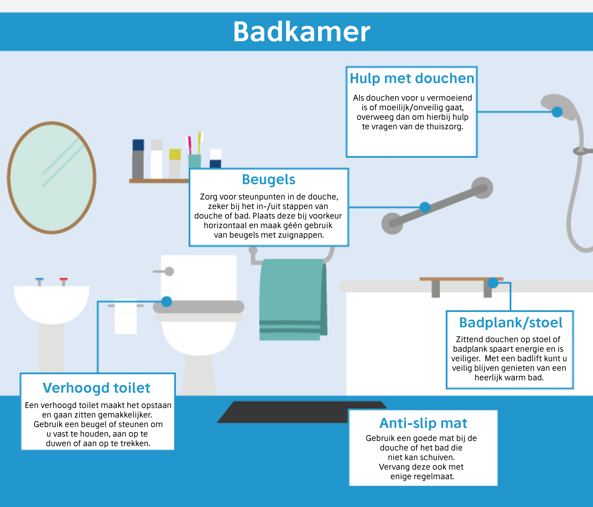 Badkamer
Hulp met douchen
Als douchen voor u vermoeiend
is of moeilijk/onveilig gaat,
overweeg dan om hierbij hulp
te vragen van de thuiszorg.
Beugels
Zorg voor steunpunten in de douche,
zeker bij het in-/uit stappen van
douche of bad. Plaats deze bij voorkeur
horizontaal en maak géén gebruik
van beugels met zuignappen.
Badplank/stoel
Zittend douchen op stoel of
badplank spaart energie en is
veiliger. Met een badlift kunt u
veilig blijven genieten van een
heerlijk warm bad.
Verhoogd toilet
Een verhoogd toilet maakt het opstaan
en gaan zitten gemakkelijker.
Gebruik een beugel of steunen om
u vast te houden, aan op te
duwen of aan op te trekken.
Anti-slip mat
Gebruik een goede mat bij de
douche of het bad die
niet kan schuiven.
Vervang deze ook met
enige regelmaat.